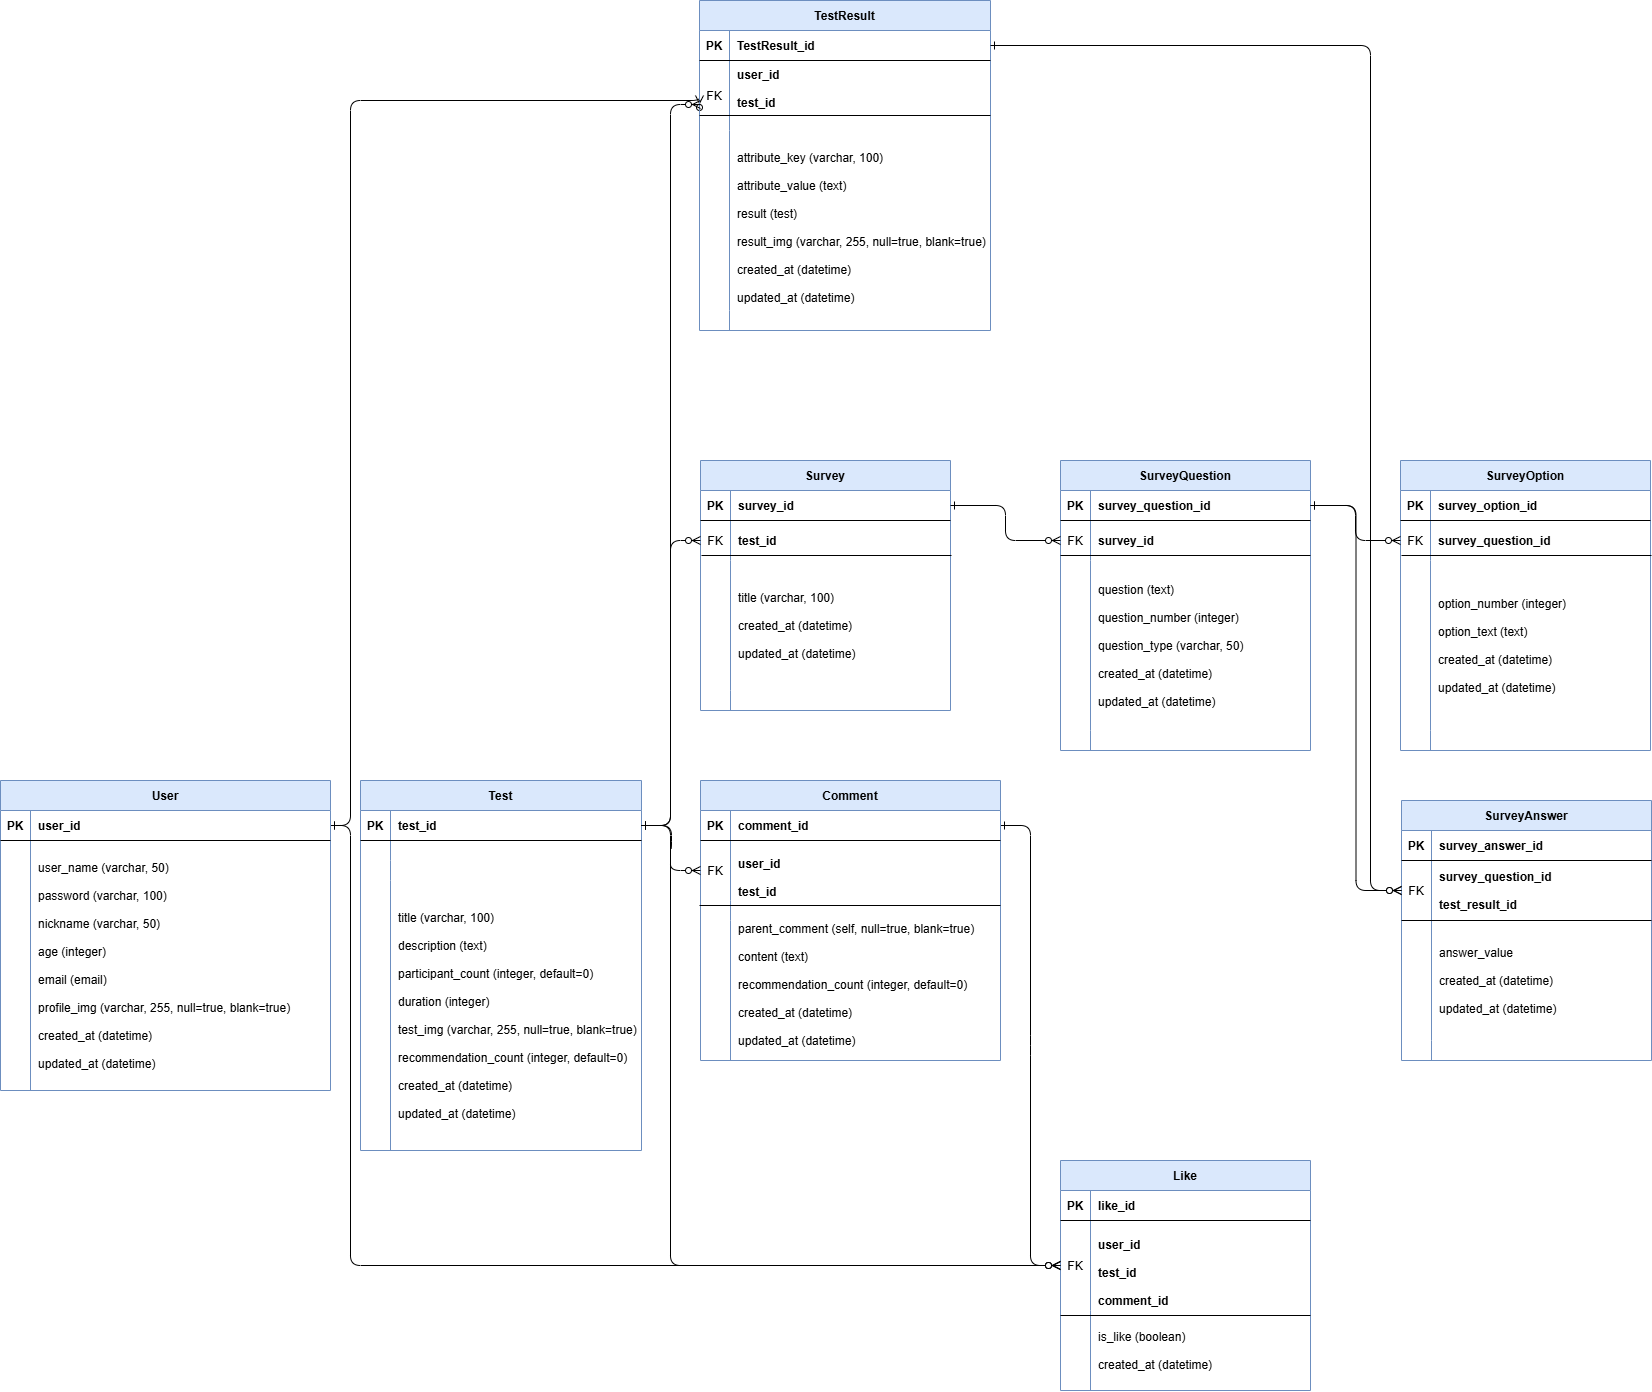 TestResult
PK TestResult_id
user_id
FK
test_id
attribute_key (varchar, 100)
attribute_value (text)
result (test)
result_img (varchar, 255, null=true, blank=true)
created_at (datetime)
updated_at (datetime)
Survey
PK survey_id
FK test_id
title (varchar, 100)
created_at (datetime)
updated_at (datetime)
SurveyQuestion
PK survey_question_id
FK survey_id
question (text)
question_number (integer)
question_type (varchar, 50)
created_at (datetime)
updated_at (datetime)
SurveyOption
PK survey_option_id
FK survey_question_id
option_number (integer)
option_text (text)
created_at (datetime)
updated_at (datetime)
User
PK user_id
user_name (varchar, 50)
password (varchar, 100)
nickname (varchar, 50)
age (integer)
email (email)
profile_img (varchar, 255, null=true, blank=true)
created_at (datetime)
updated_at (datetime)
Test
PK test_id
title (varchar, 100)
description (text)
participant_count (integer, default=0)
duration (integer)
test_img (varchar, 255, null=true, blank=true)
recommendation_count (integer, default=0)
created_at (datetime)
updated_at (datetime)
Comment
PK comment_id
user_id
FK
test_id
parent_comment (self, null=true, blank=true)
content (text)
recommendation_count (integer, default=0)
created_at (datetime)
updated_at (datetime)
SurveyAnswer
PK survey_answer_id
survey_question_id
FK
test_result_id
answer_value
created_at (datetime)
updated_at (datetime)
Like
PK like_id
user_id
FK test_id
comment_id
is_like (boolean)
created_at (datetime)